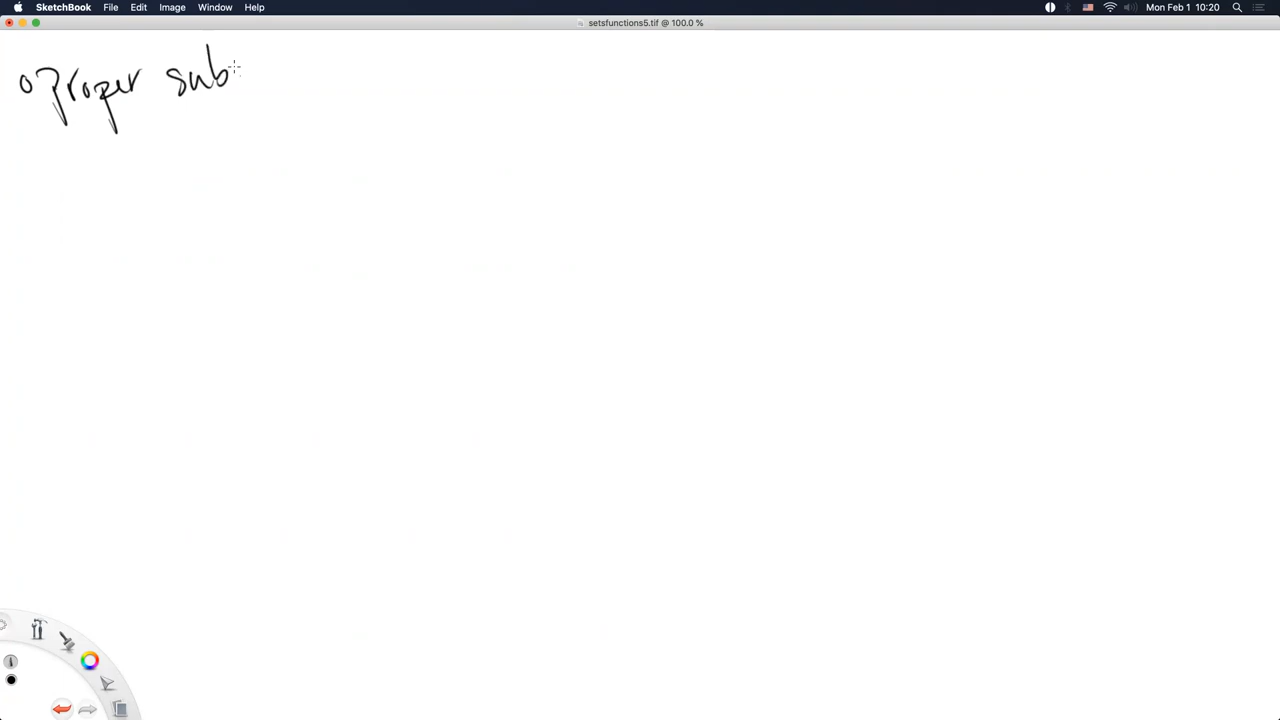 SketchBook File Edit Image Window Help Mon Feb 1 10:20
setsfunctions5.tif @ 100.0 %
Proper sub